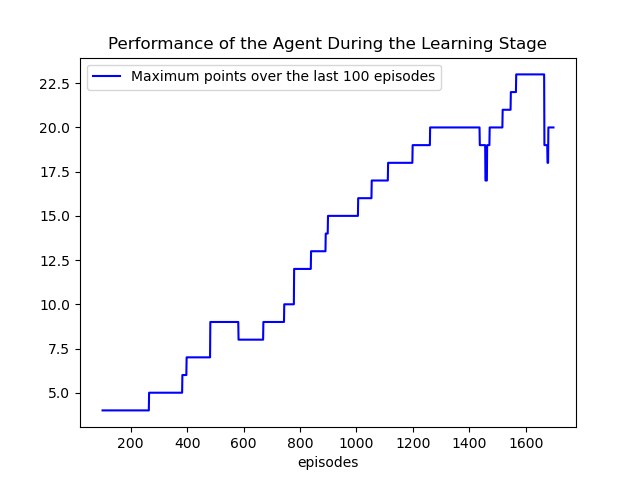 Performance of the Agent During the Learning Stage
Maximum points over the last 100 episodes
22.5
20.0
17.5
15.0
12.5
10.0
7.5
5.0
200 400 600 800 1000 1200 1400 1600
episodes